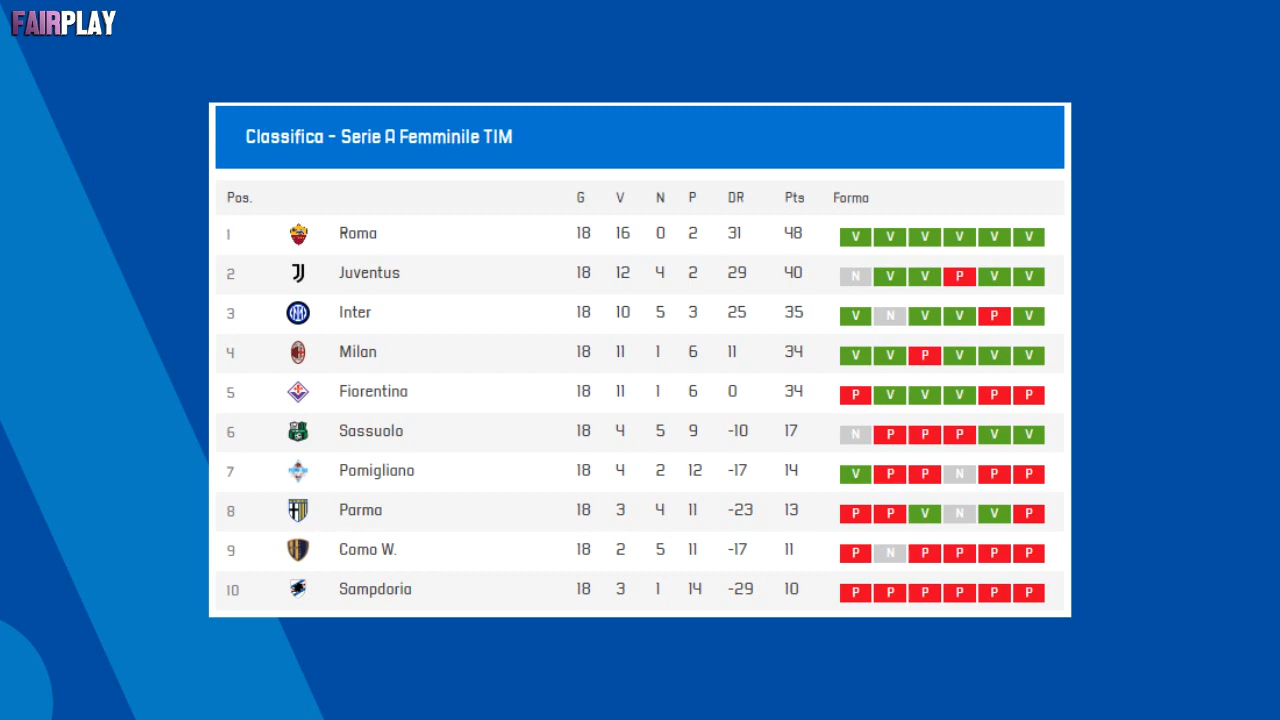 FAIRPLAY
Classifica - Serie A Femminile TIM
Pos. G V N P DR Pts Forma
1 Roma 18 16 0 2 31 48 V V V V V V
2 Juventus 18 12 4 2 29 40 N V V P V V
3 Inter 18 10 5 3 25 35 V N V V P V
4 Milan 18 11 1 6 11 34 V V P V V V
5 Fiorentina 18 11 1 6 0 34 P V V V P P
6 Sassuolo 18 4 5 9 -10 17 N P P P V V
7 Pomigliano 18 4 2 12 -17 14 V P P N P P
8 Parma 18 3 4 11 -23 13 P P V N V P
9 Como W. 18 2 5 11 -17 11 P N P P P P
10 Sampdoria 18 3 1 14 -29 10 P P P P P P